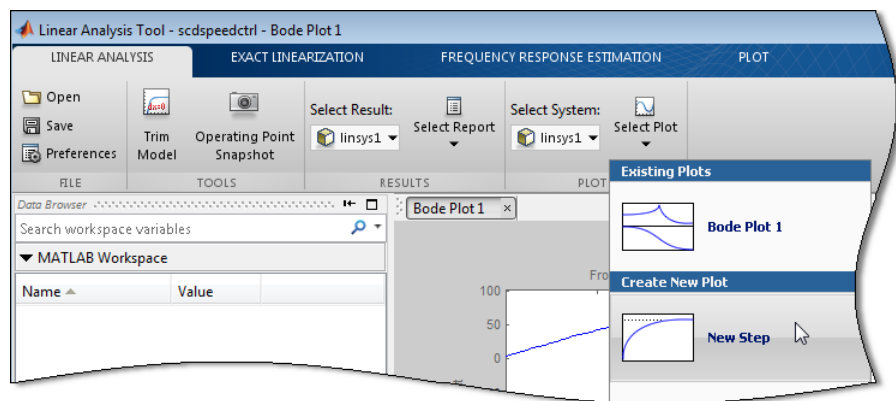 Linear Analysis Tool - scdspeedctrl - Bode Plot 1
LINEAR ANALYSIS EXACT LINEARIZATION FREQUENCY RESPONSE ESTIMATION PLOT
Open
Save
Preferences
FILE
Trim Model
Operating Point Snapshot
TOOLS
Select Result:
linsys1
Select Report
RESULTS
Select System:
linsys1
Select Plot
PLOT
Existing Plots
Bode Plot 1
Create New Plot
New Step
Data Browser
Search workspace variables
MATLAB Workspace
Name Value
Bode Plot 1
Fro
100
50
0